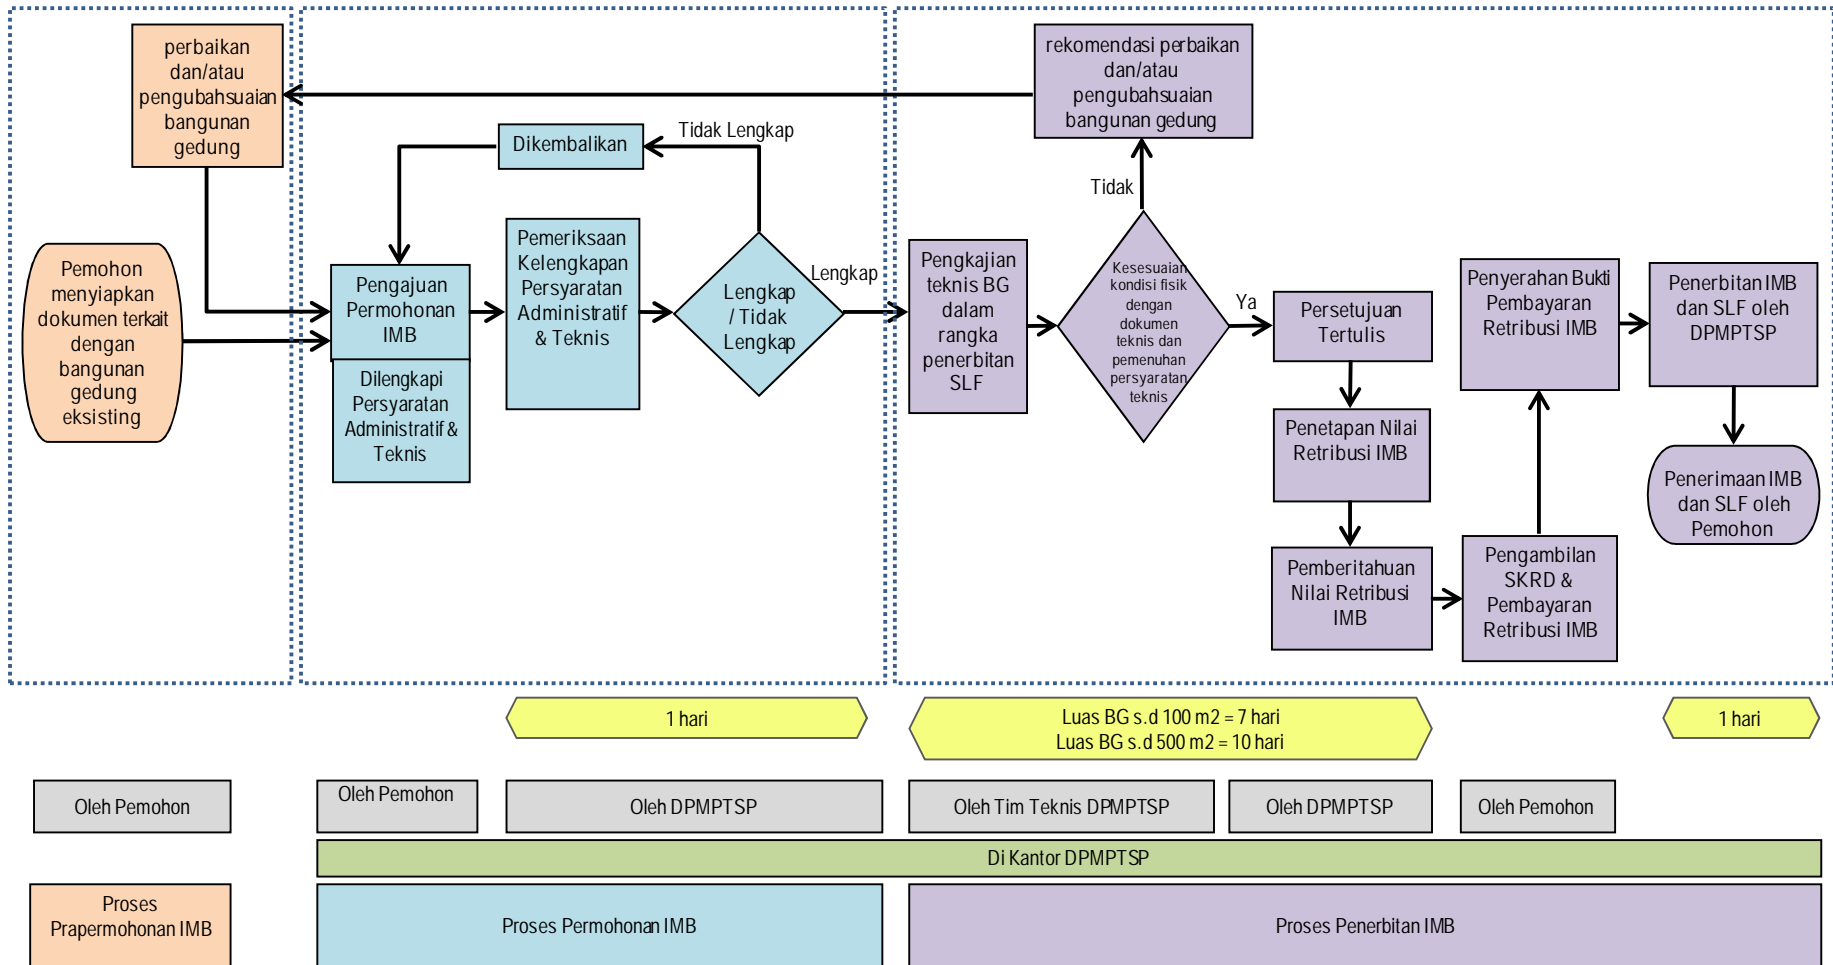 perbaikan
dan/atau
pengubahsuaian
bangunan
gedung
Pemohon
menyiapkan
dokumen terkait
dengan
bangunan
gedung
eksisting
Dikembalikan
Tidak Lengkap
Pengajuan
Permohonan
IMB
Dilengkapi
Persyaratan
Administratif &
Teknis
Pemeriksaan
Kelengkapan
Persyaratan
Administratif
& Teknis
Lengkap
/ Tidak
Lengkap
Lengkap
rekomendasi perbaikan
dan/atau
pengubahsuaian
bangunan gedung
Tidak
Pengkajian
teknis BG
dalam
rangka
penerbitan
SLF
Kesesuaian
kondisi fisik
dengan
dokumen
teknis dan
pemenuhan
persyaratan
teknis
Ya
Persetujuan
Tertulis
Penetapan Nilai
Retribusi IMB
Pemberitahuan
Nilai Retribusi
IMB
Pengambilan
SKRD &
Pembayaran
Retribusi IMB
Penyerahan Bukti
Pembayaran
Retribusi IMB
Penerbitan IMB
dan SLF oleh
DPMPTSP
Penerimaan IMB
dan SLF oleh
Pemohon
1 hari
Luas BG s.d 100 m2 = 7 hari
Luas BG s.d 500 m2 = 10 hari
1 hari
Oleh Pemohon
Oleh Pemohon
Oleh DPMPTSP
Oleh Tim Teknis DPMPTSP
Oleh DPMPTSP
Oleh Pemohon
Di Kantor DPMPTSP
Proses
Prapermohonan IMB
Proses Permohonan IMB
Proses Penerbitan IMB